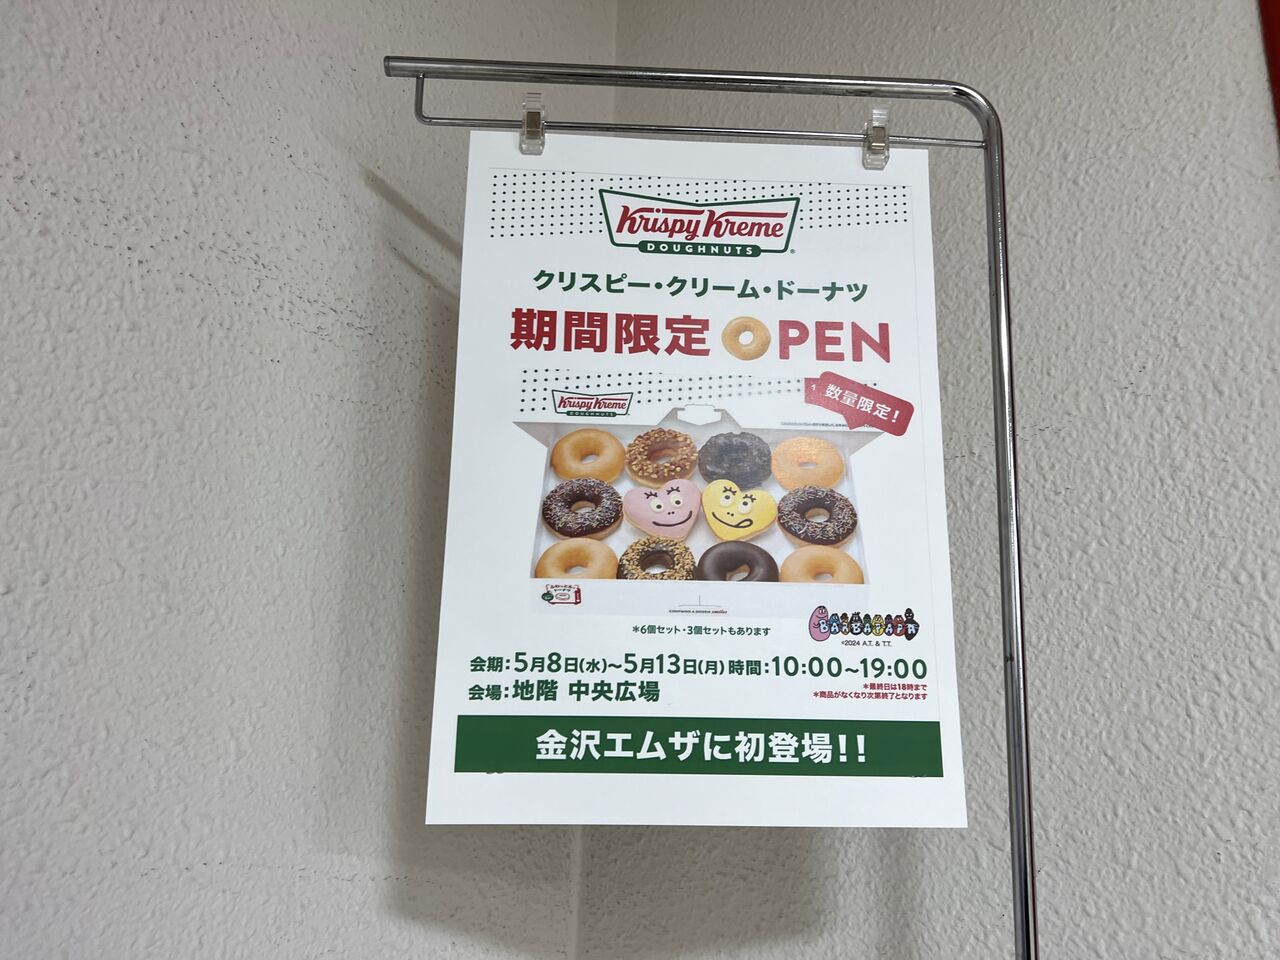 Krispy Kreme
DOUGHNUTS
クリスピー・クリーム・ドーナツ
期間限定 OPEN
数量限定!
Krispy Kreme
DOUGHNUTS
*6個セット・3個セットもあります
BARBAPAPA
©2024 A.T. & T.T.
会期:5月8日(水)~5月13日(月) 時間:10:00~19:00
*最終日は18時まで
会場:地階 中央広場
*商品がなくなり次第終了となります
金沢エムザに初登場!!